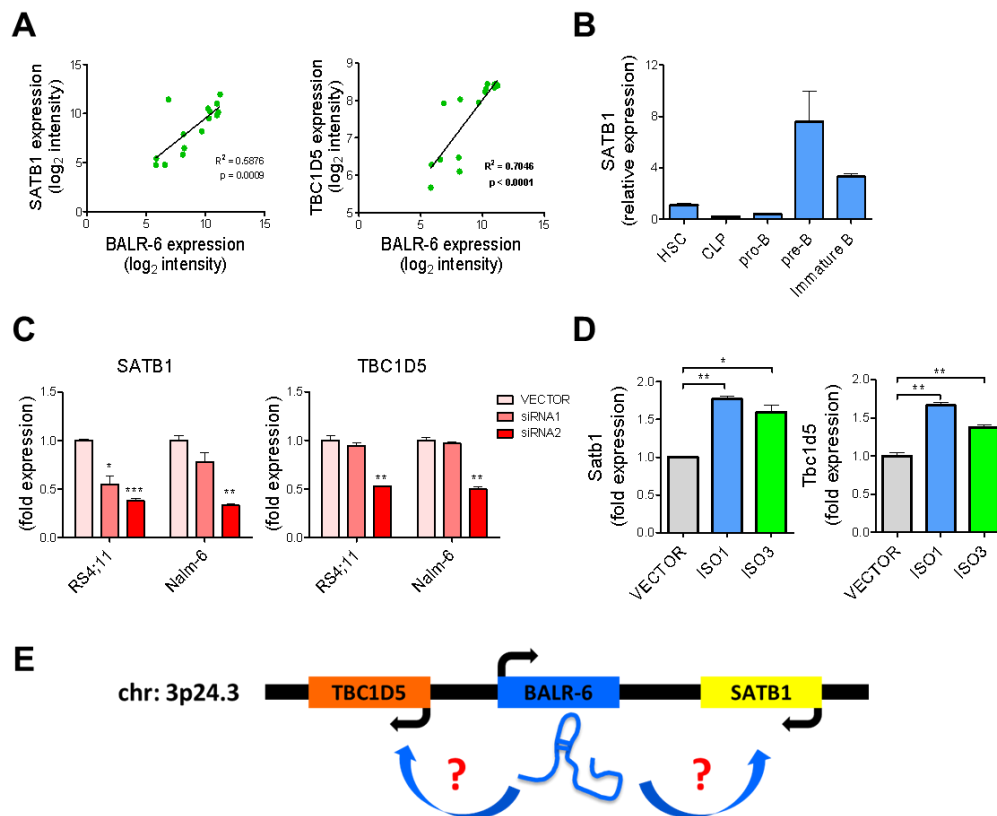 A
SATB1 expression
(log2 intensity)
15
10
5
0
0
5
10
15
R2 = 0.5876
p = 0.0009
BALR-6 expression
(log2 intensity)
TBC1D5 expression
(log2 intensity)
9
8
7
6
5
0
5
10
15
R2 = 0.7046
p < 0.0001
BALR-6 expression
(log2 intensity)
B
SATB1
(relative expression)
12
8
4
0
HSC
CLP
pro-B
pre-B
Immature B
C
SATB1
(fold expression)
1.5
1.0
0.5
0.0
*
***
**
RS4;11
Nalm-6
TBC1D5
(fold expression)
1.5
1.0
0.5
0.0
**
**
RS4;11
Nalm-6
VECTOR
siRNA1
siRNA2
D
Satb1
(fold expression)
2.0
1.5
1.0
0.5
0.0
*
**
VECTOR
ISO1
ISO3
Tbc1d5
(fold expression)
2.0
1.5
1.0
0.5
0.0
**
**
VECTOR
ISO1
ISO3
E
chr: 3p24.3
TBC1D5
BALR-6
SATB1
?
?